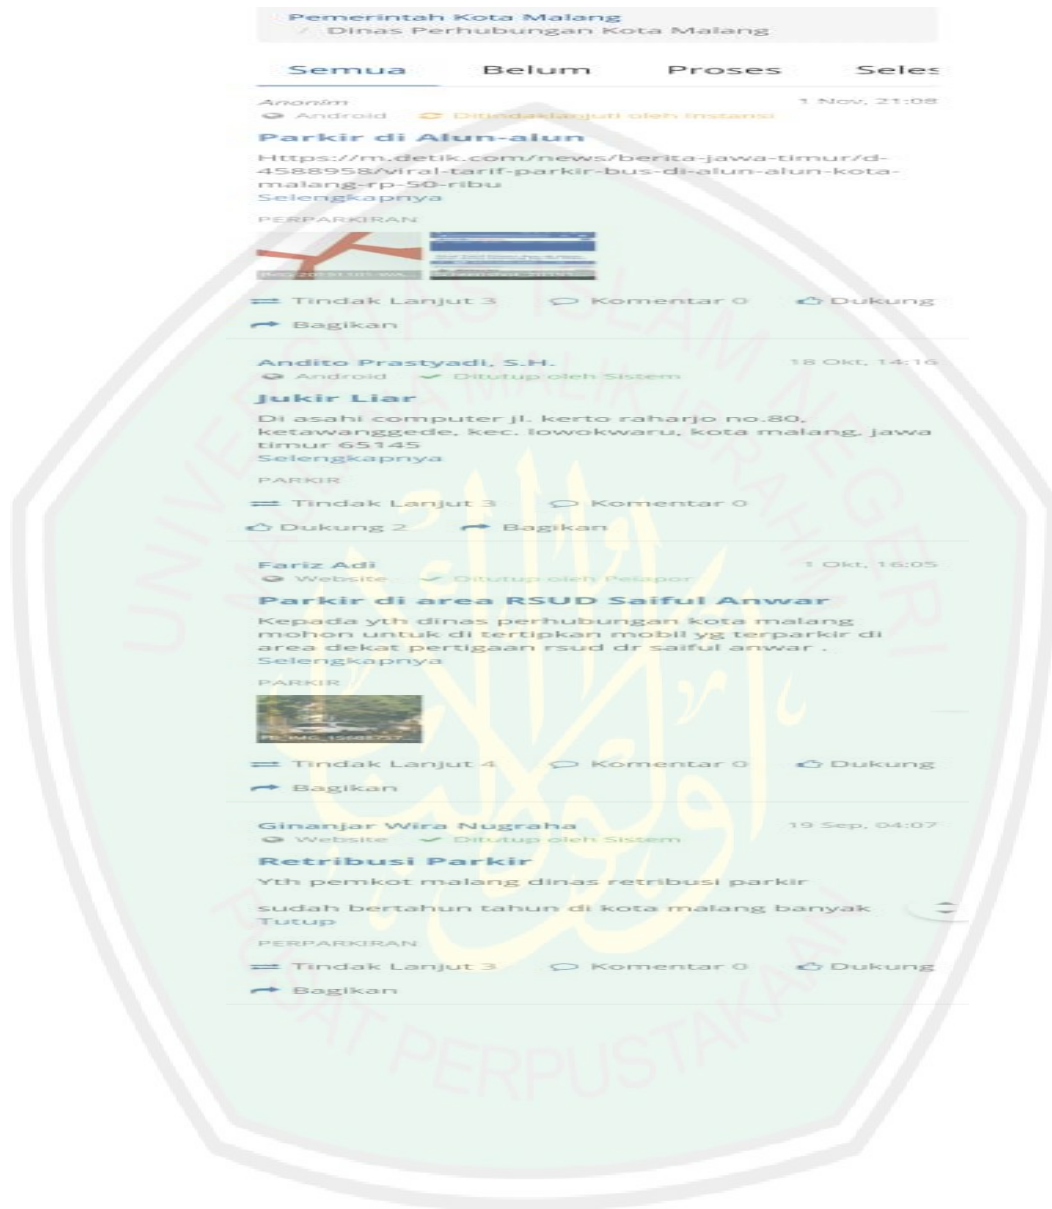 Pemerintah Kota Malang
/ Dinas Perhubungan Kota Malang
Semua Belum Proses Seles
Anonim 1 Nov, 21:08
Android Ditindaklanjuti oleh Instansi
Parkir di Alun-alun
Https://m.detik.com/news/berita-jawa-timur/d-
4588958/viral-tarif-parkir-bus-di-alun-alun-kota-
malang-rp-50-ribu
Selengkapnya
PERPARKIRAN
Tindak Lanjut 3 Komentar 0 Dukung
Bagikan
Andito Prastyadi, S.H. 18 Okt, 14:16
Android Ditutup oleh Sistem
Jukir Liar
Di asahi computer jl. kerto raharjo no.80,
ketawanggede, kec. lowokwaru, kota malang, jawa
timur 65145
Selengkapnya
PARKIR
Tindak Lanjut 3 Komentar 0
Dukung 2 Bagikan
Fariz Adi 1 Okt, 16:05
Website Ditutup oleh Pelapor
Parkir di area RSUD Saiful Anwar
Kepada yth dinas perhubungan kota malang
mohon untuk di tertipkan mobil yg terparkir di
area dekat pertigaan rsud dr saiful anwar .
Selengkapnya
PARKIR
Tindak Lanjut 4 Komentar 0 Dukung
Bagikan
Ginanjar Wira Nugraha 19 Sep, 04:07
Website Ditutup oleh Sistem
Retribusi Parkir
Yth pemkot malang dinas retribusi parkir
sudah bertahun tahun di kota malang banyak
Tutup
PERPARKIRAN
Tindak Lanjut 3 Komentar 0 Dukung
Bagikan
UNIVERSITAS ISLAM NEGERI
MAULANA MALIK IBRAHIM
PUSAT PERPUSTAKAAN